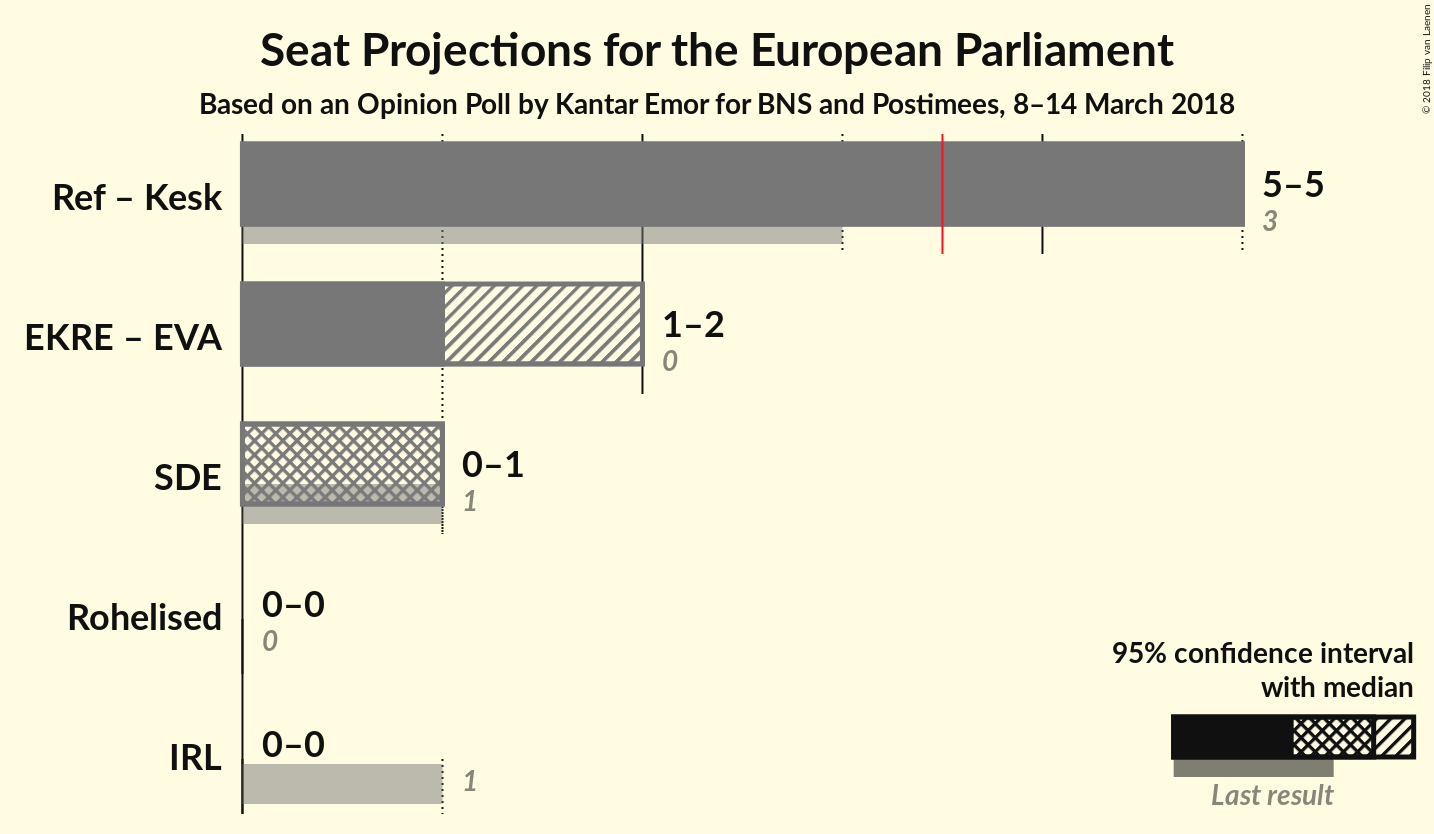 Seat Projections for the European Parliament
Based on an Opinion Poll by Kantar Emor for BNS and Postimees, 8–14 March 2018
© 2018 Filip van Laenen
Ref – Kesk
5–5
3
EKRE – EVA
1–2
0
SDE
0–1
1
Rohelised
0–0
0
IRL
0–0
1
95% confidence interval
with median
Last result